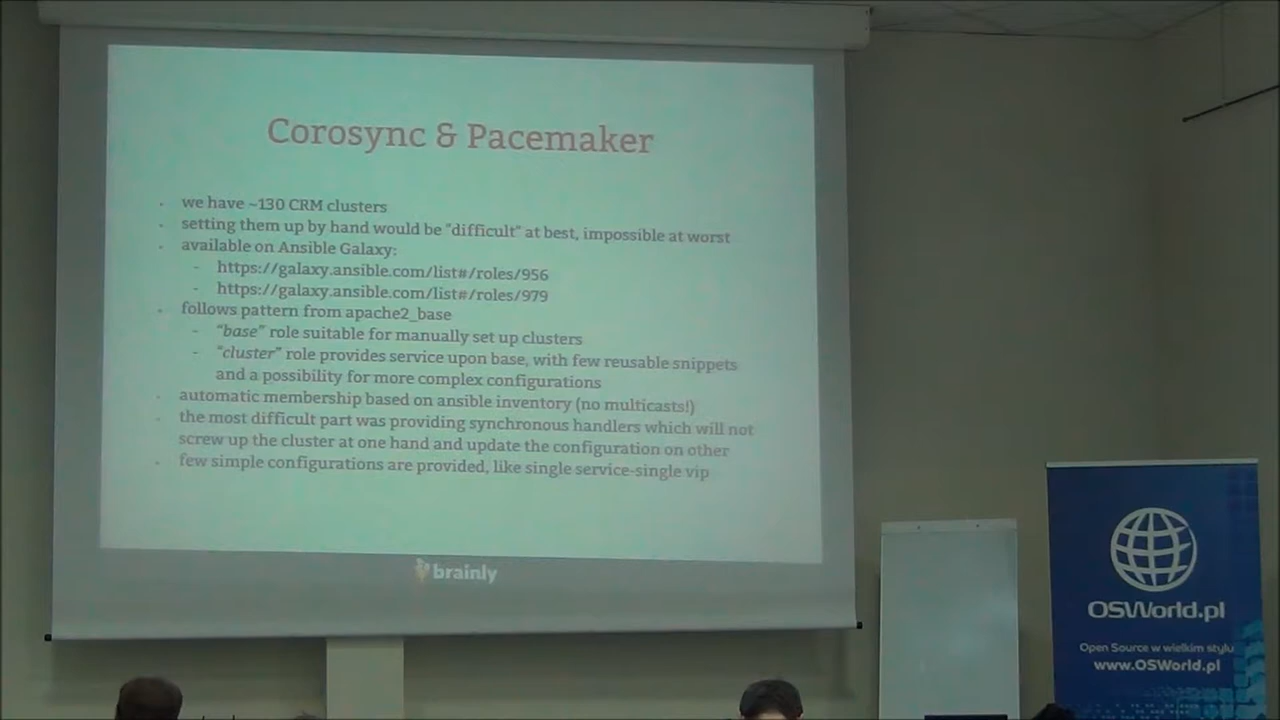 Corosync & Pacemaker
we have ~130 CRM clusters
setting them up by hand would be "difficult" at best, impossible at worst
available on Ansible Galaxy:
https://galaxy.ansible.com/list#/roles/956
https://galaxy.ansible.com/list#/roles/979
follows pattern from apache2_base
"base" role suitable for manually set up clusters
"cluster" role provides service upon base, with few reusable snippets
and a possibility for more complex configurations
automatic membership based on ansible inventory (no multicasts!)
the most difficult part was providing synchronous handlers which will not
screw up the cluster at one hand and update the configuration on other
few simple configurations are provided, like single service-single vip
brainly
OSWorld.pl
Open Source w wielkim stylu
www.OSWorld.pl